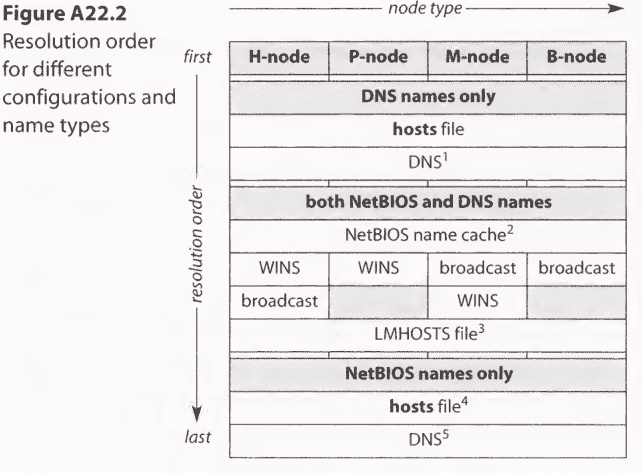 Figure A22.2
Resolution order
for different
configurations and
name types
node type
first
resolution order
last
H-node P-node M-node B-node
DNS names only
hosts file
DNS¹
both NetBIOS and DNS names
NetBIOS name cache²
WINS WINS broadcast broadcast
broadcast WINS
LMHOSTS file³
NetBIOS names only
hosts file⁴
DNS⁵